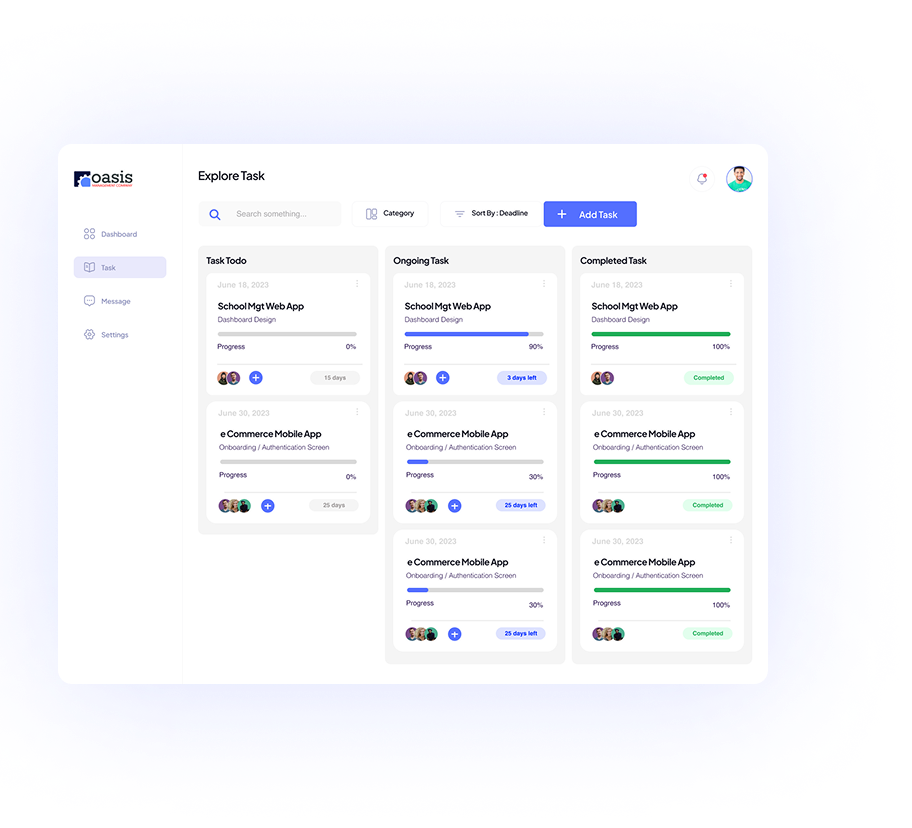 oasis
MANAGEMENT COMPANY
Dashboard
Task
Message
Settings
Explore Task
Search something...
Category
Sort By : Deadline
+ Add Task
Task Todo
June 18, 2023
School Mgt Web App
Dashboard Design
Progress 0%
15 days
June 30, 2023
e Commerce Mobile App
Onboarding / Authentication Screen
Progress 0%
25 days
Ongoing Task
June 18, 2023
School Mgt Web App
Dashboard Design
Progress 90%
3 days left
June 30, 2023
e Commerce Mobile App
Onboarding / Authentication Screen
Progress 30%
25 days left
June 30, 2023
e Commerce Mobile App
Onboarding / Authentication Screen
Progress 30%
25 days left
Completed Task
June 18, 2023
School Mgt Web App
Dashboard Design
Progress 100%
Completed
June 30, 2023
e Commerce Mobile App
Onboarding / Authentication Screen
Progress 100%
Completed
June 30, 2023
e Commerce Mobile App
Onboarding / Authentication Screen
Progress 100%
Completed